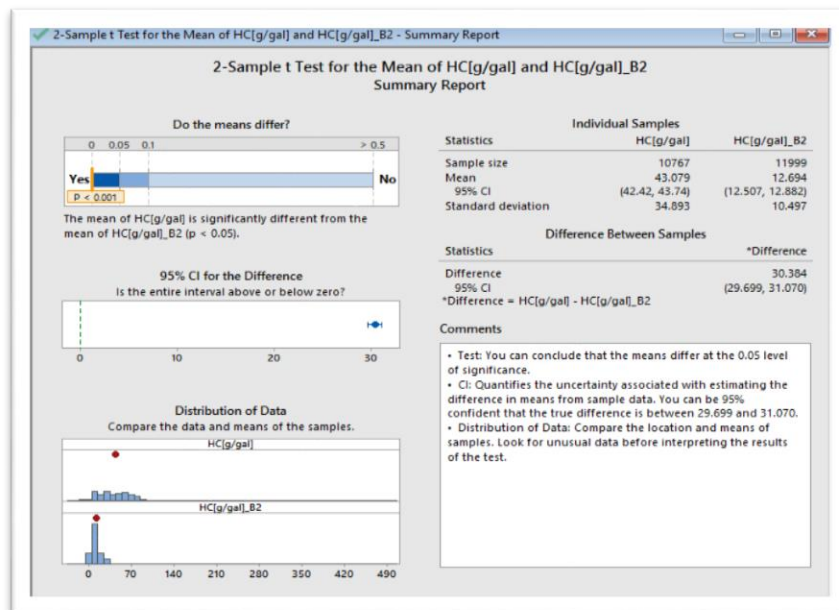 2-Sample t Test for the Mean of HC[g/gal] and HC[g/gal]_B2 - Summary Report
2-Sample t Test for the Mean of HC[g/gal] and HC[g/gal]_B2
Summary Report
Do the means differ?
0 0.05 0.1 > 0.5
Yes No
P < 0.001
The mean of HC[g/gal] is significantly different from the
mean of HC[g/gal]_B2 (p < 0.05).
95% CI for the Difference
Is the entire interval above or below zero?
0 10 20 30
Distribution of Data
Compare the data and means of the samples.
HC[g/gal]
HC[g/gal]_B2
0 70 140 210 280 350 420 490
Individual Samples
Statistics HC[g/gal] HC[g/gal]_B2
Sample size 10767 11999
Mean 43.079 12.694
95% CI (42.42, 43.74) (12.507, 12.882)
Standard deviation 34.893 10.497
Difference Between Samples
Statistics *Difference
Difference 30.384
95% CI (29.699, 31.070)
*Difference = HC[g/gal] - HC[g/gal]_B2
Comments
• Test: You can conclude that the means differ at the 0.05 level
of significance.
• CI: Quantifies the uncertainty associated with estimating the
difference in means from sample data. You can be 95%
confident that the true difference is between 29.699 and 31.070.
• Distribution of Data: Compare the location and means of
samples. Look for unusual data before interpreting the results
of the test.